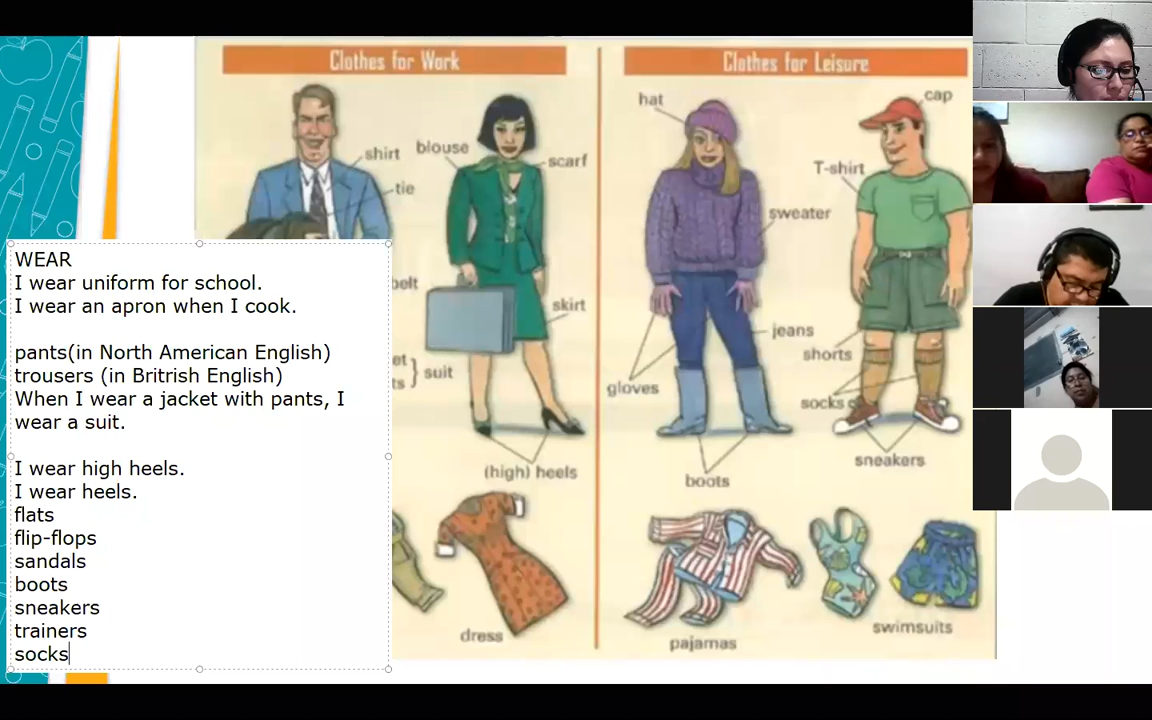 Clothes for Work
shirt
blouse
scarf
tie
belt
skirt
et
ts
suit
(high) heels
dress
Clothes for Leisure
hat
cap
T-shirt
sweater
jeans
shorts
gloves
socks
sneakers
boots
pajamas
swimsuits
WEAR
I wear uniform for school.
I wear an apron when I cook.
pants(in North American English)
trousers (in Britrish English)
When I wear a jacket with pants, I
wear a suit.
I wear high heels.
I wear heels.
flats
flip-flops
sandals
boots
sneakers
trainers
socks